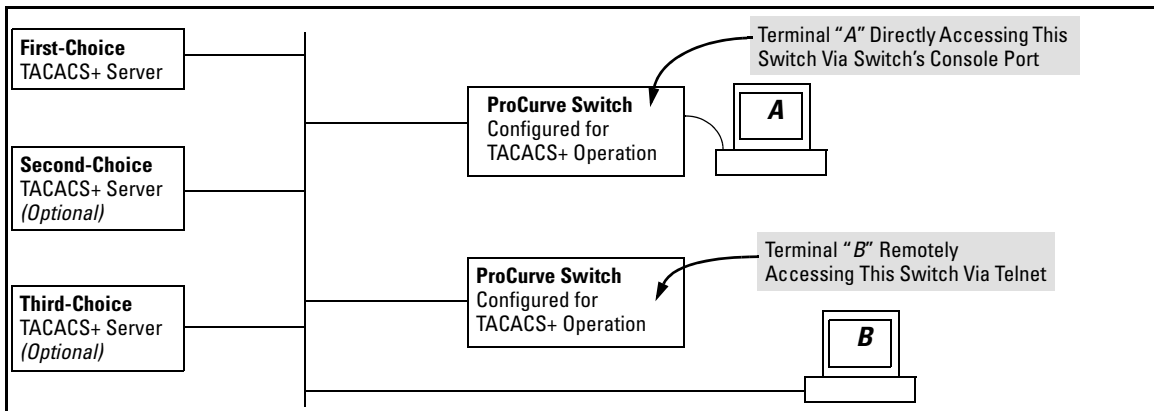 First-Choice
TACACS+ Server
Second-Choice
TACACS+ Server
(Optional)
Third-Choice
TACACS+ Server
(Optional)
ProCurve Switch
Configured for
TACACS+ Operation
Terminal “A” Directly Accessing This
Switch Via Switch’s Console Port
A
ProCurve Switch
Configured for
TACACS+ Operation
Terminal “B” Remotely
Accessing This Switch Via Telnet
B